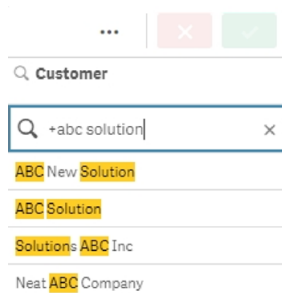 Customer
+abc solution
ABC New Solution
ABC Solution
Solutions ABC Inc
Neat ABC Company